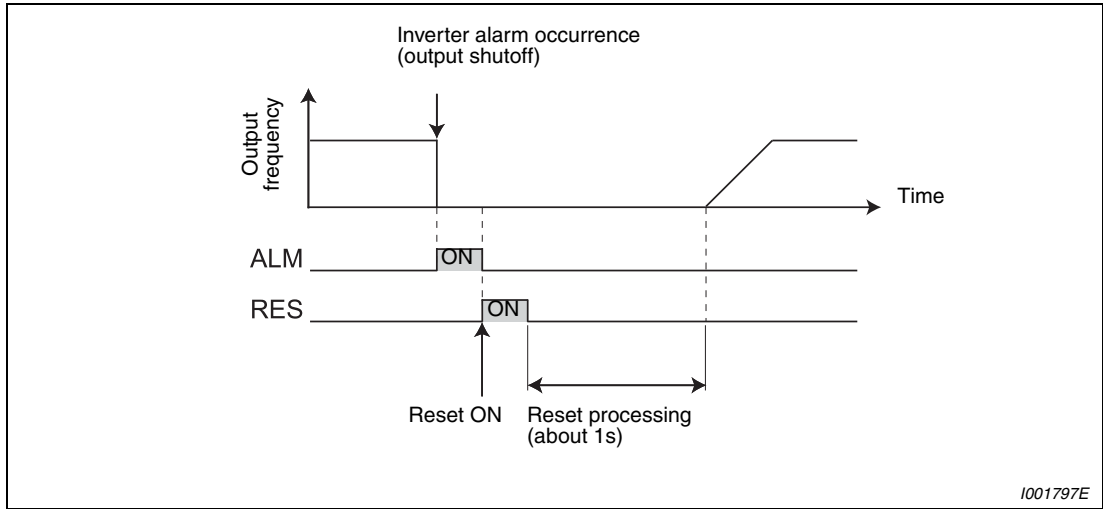 Inverter alarm occurrence
(output shutoff)
Output
frequency
Time
ALM
ON
RES
ON
Reset ON
Reset processing
(about 1s)
I001797E